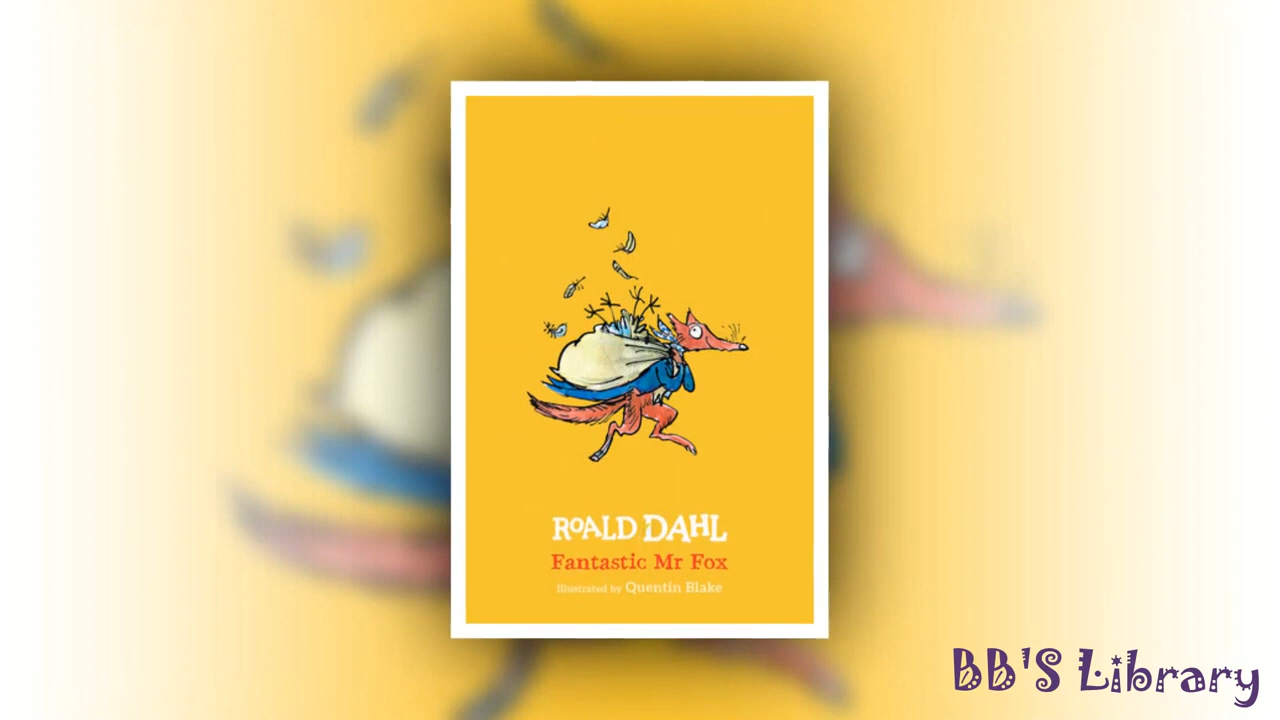 ROALD DAHL
Fantastic Mr Fox
Illustrated by Quentin Blake
BB'S Library